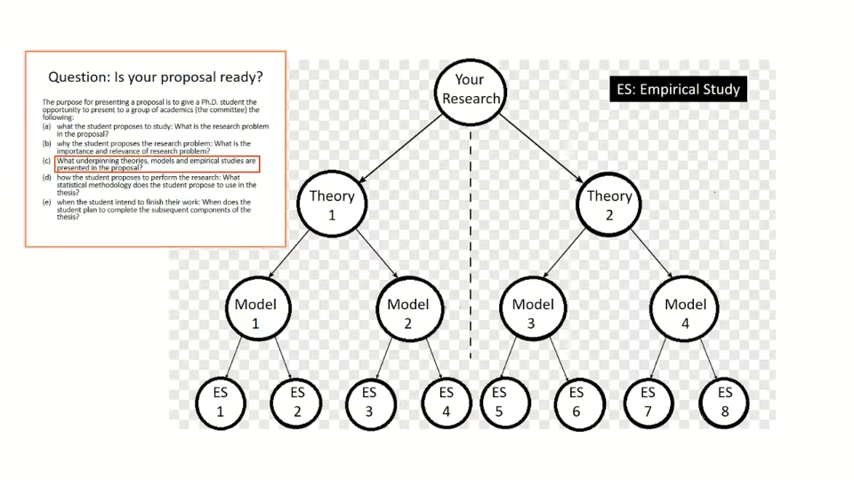 Question: Is your proposal ready?
The purpose for presenting a proposal is to give a Ph.D. student the
opportunity to present to a group of academics (the committee) the
following:
(a) what the student proposes to study: What is the research problem
in the proposal?
(b) why the student proposes the research problem: What is the
importance and relevance of research problem?
(c) What underpinning theories, models and empirical studies are
presented in the proposal?
(d) how the student proposes to perform the research: What
statistical methodology does the student propose to use in the
thesis?
(e) when the student intend to finish their work: When does the
student plan to complete the subsequent components of the
thesis?
ES: Empirical Study
Your
Research
Theory
1
Theory
2
Model
1
Model
2
Model
3
Model
4
ES
1
ES
2
ES
3
ES
4
ES
5
ES
6
ES
7
ES
8